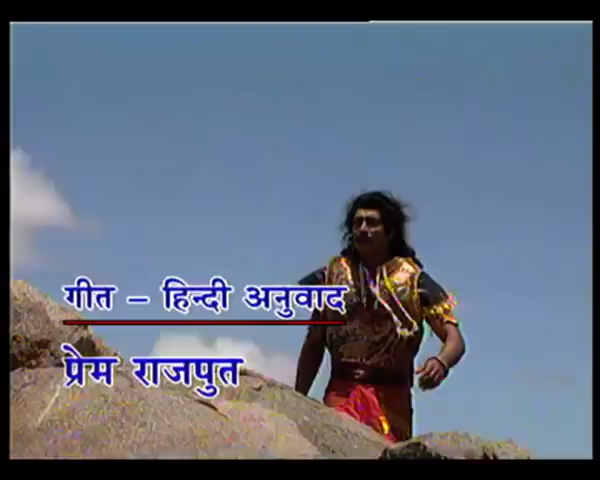 गीत – हिन्दी अनुवाद
प्रेम राजपुत